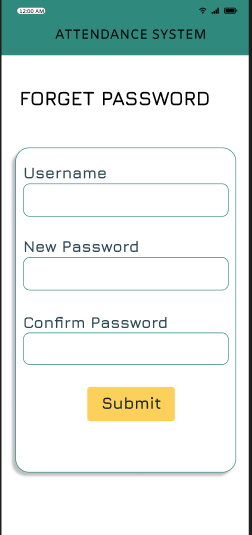 12:00 AM
ATTENDANCE SYSTEM
FORGET PASSWORD
Username
New Password
Confirm Password
Submit